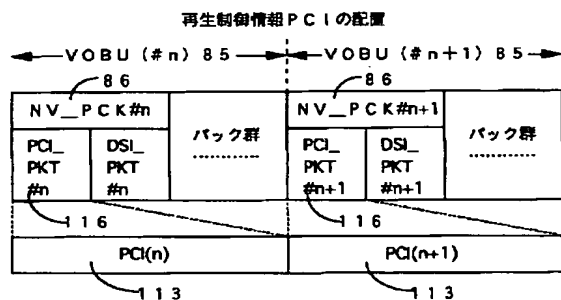 再生制御情報PCIの配置
VOBU(#n)85 VOBU(#n+1)85
86 86
NV_PCK#n パック群 NV_PCK#n+1 パック群
PCI_ DSI_ PCI_ DSI_
PKT PKT PKT PKT
#n #n #n+1 #n+1
116 116
PCI(n) PCI(n+1)
113 113